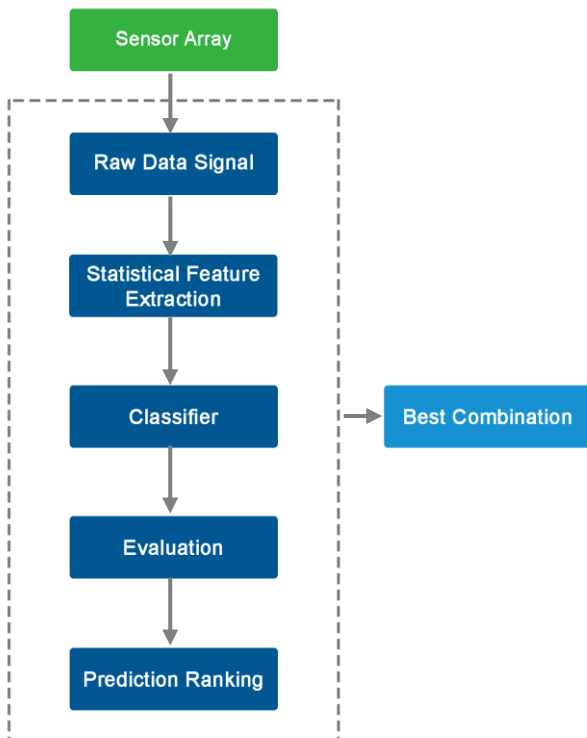 Sensor Array
Raw Data Signal
Statistical Feature
Extraction
Classifier
Best Combination
Evaluation
Prediction Ranking